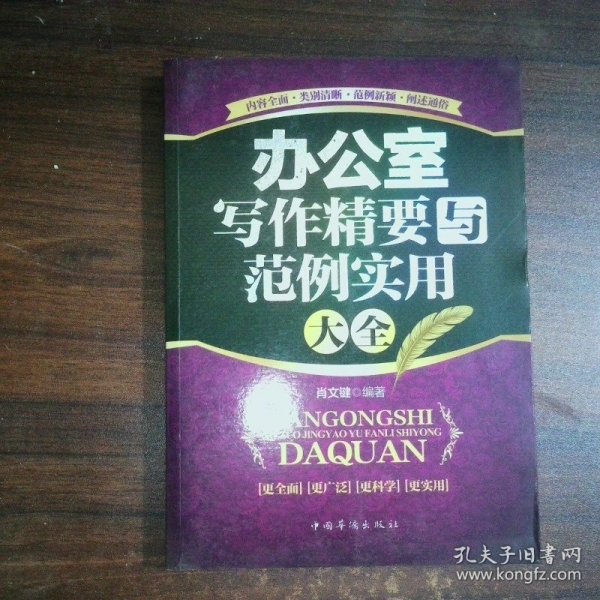 内容全面·类别清晰·范例新颖·阐述通俗
办公室
写作精要与
范例实用
大全
肖文键 编著
ANGONGSHI
JINGYAO YU FANLI SHIYONG
DAQUAN
[更全面] [更广泛] [更科学] [更实用]
中国华侨出版社
孔夫子旧书网
www.kongfz.com